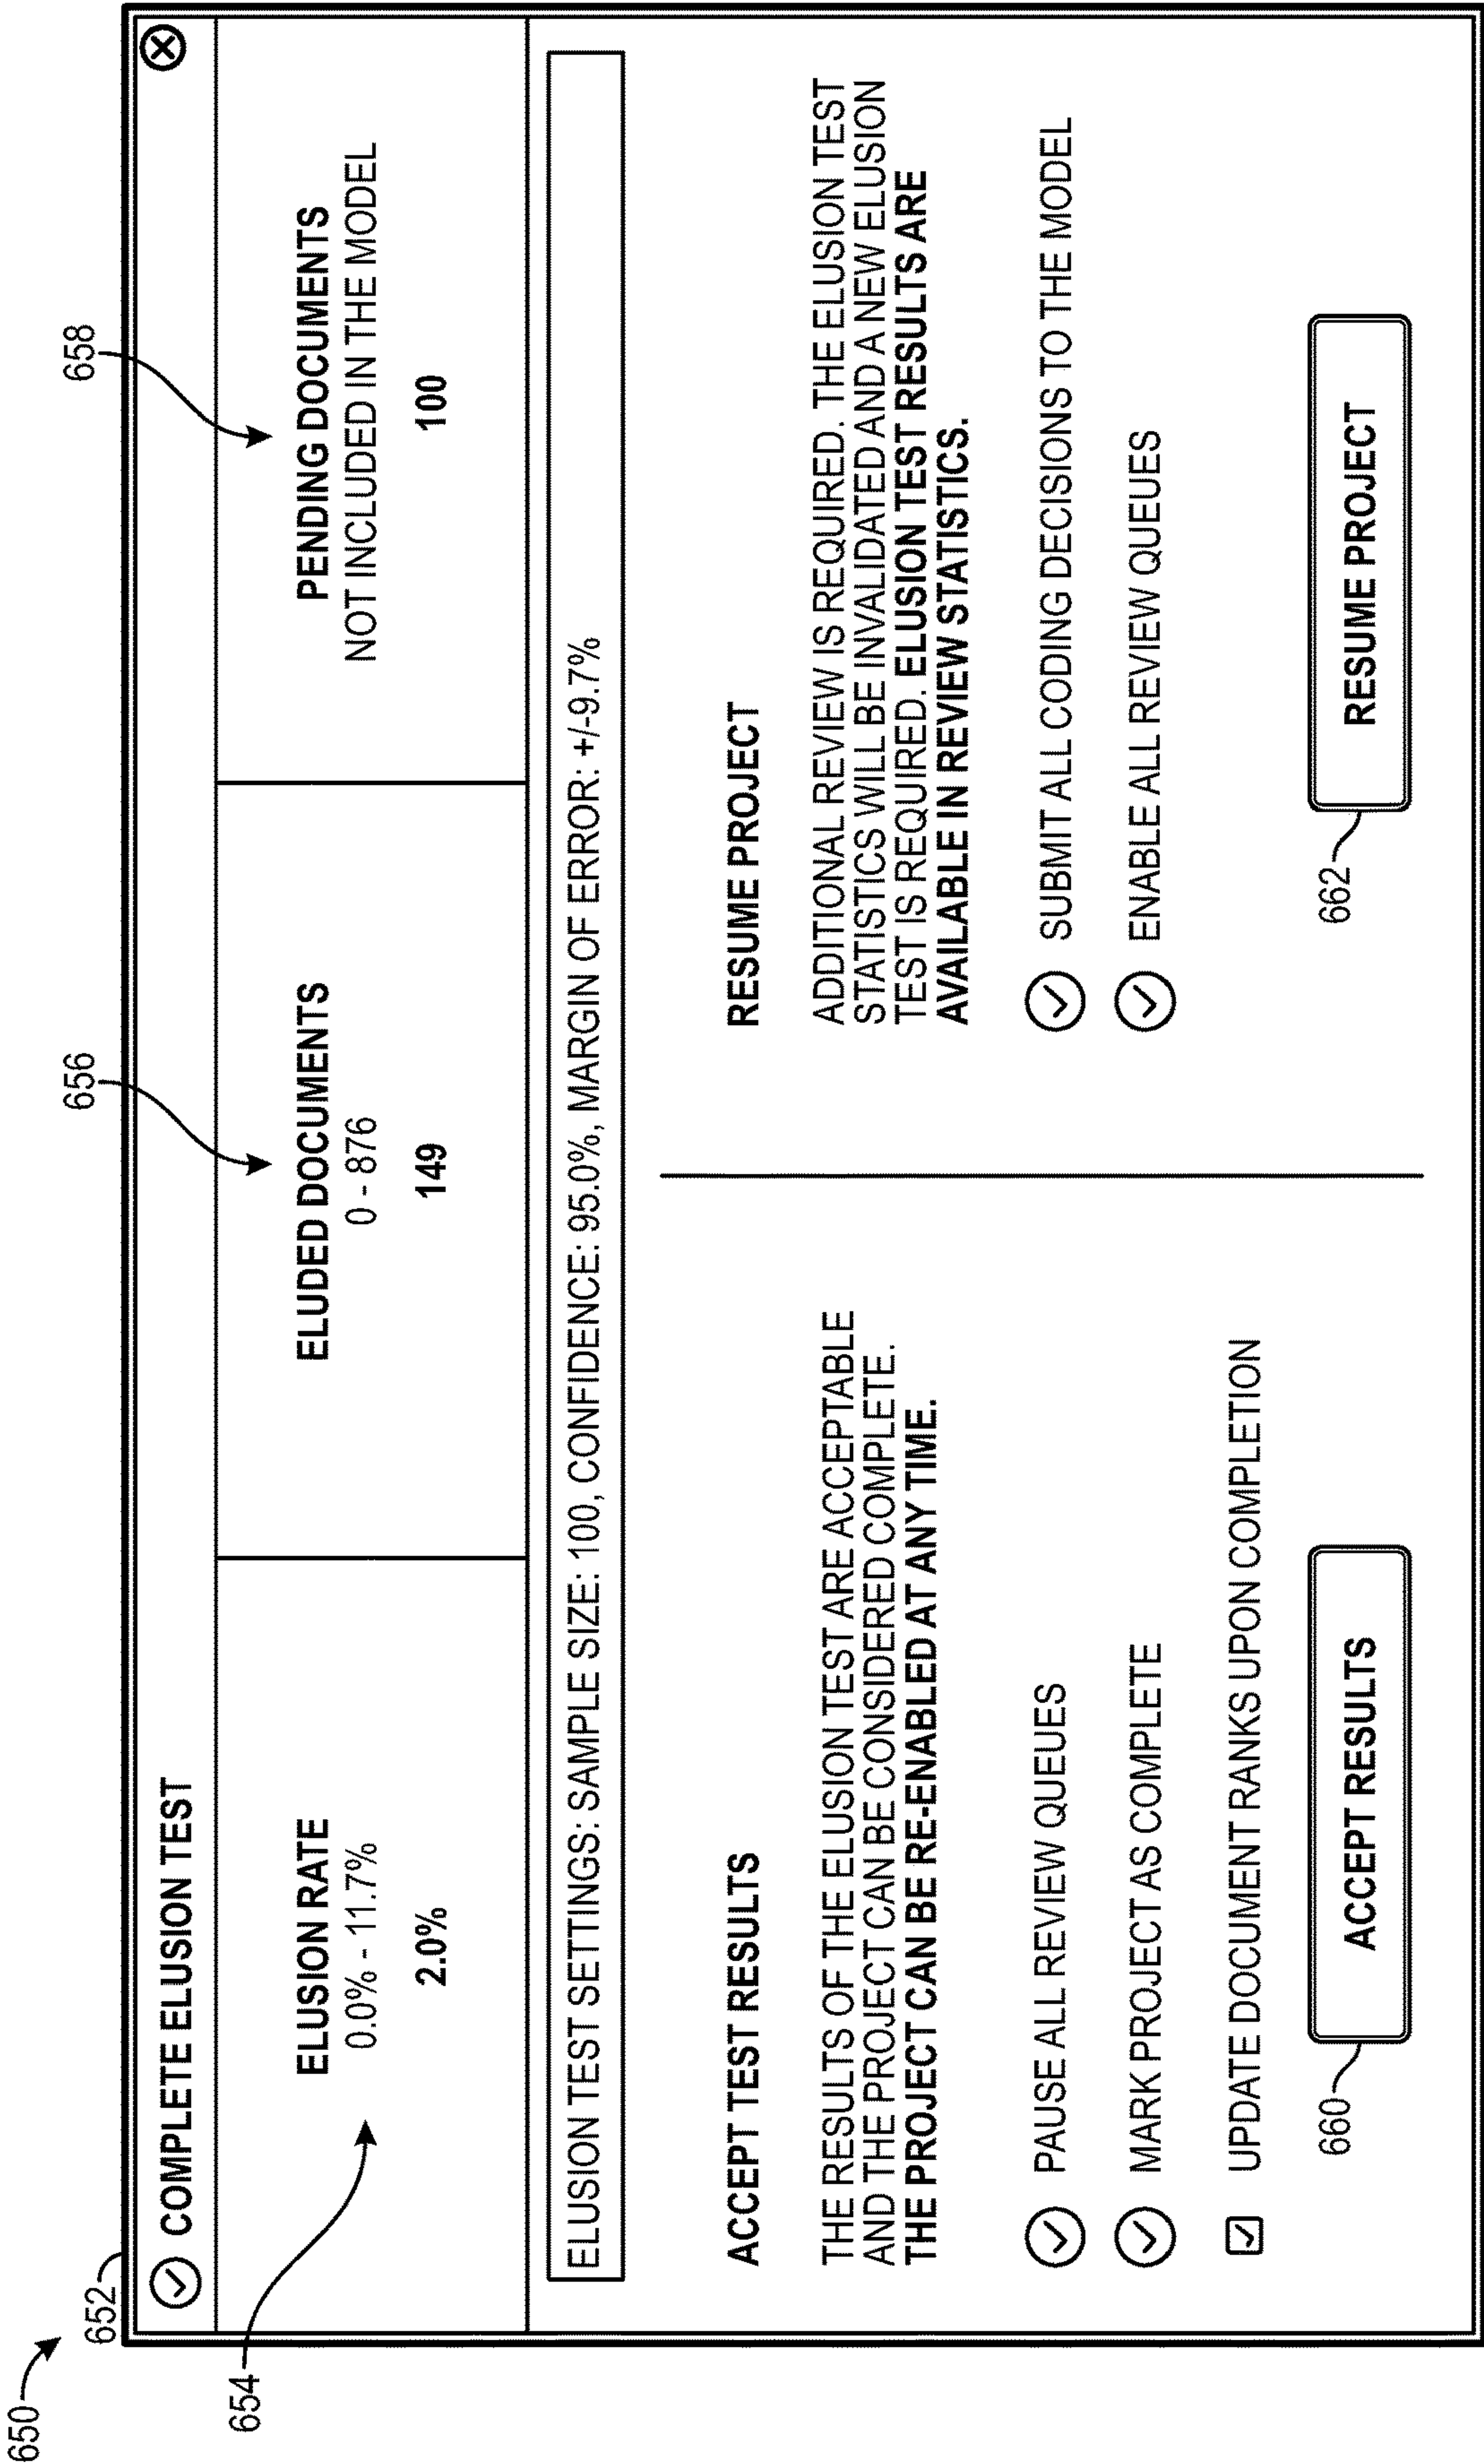 650
652
COMPLETE ELUSION TEST
654
656
658
ELUSION RATE
0.0% - 11.7%
2.0%
ELUDED DOCUMENTS
0 - 876
149
PENDING DOCUMENTS
NOT INCLUDED IN THE MODEL
100
ELUSION TEST SETTINGS: SAMPLE SIZE: 100, CONFIDENCE: 95.0%, MARGIN OF ERROR: +/-9.7%
ACCEPT TEST RESULTS
THE RESULTS OF THE ELUSION TEST ARE ACCEPTABLE
AND THE PROJECT CAN BE CONSIDERED COMPLETE.
THE PROJECT CAN BE RE-ENABLED AT ANY TIME.
PAUSE ALL REVIEW QUEUES
MARK PROJECT AS COMPLETE
UPDATE DOCUMENT RANKS UPON COMPLETION
660
ACCEPT RESULTS
RESUME PROJECT
ADDITIONAL REVIEW IS REQUIRED. THE ELUSION TEST
STATISTICS WILL BE INVALIDATED AND A NEW ELUSION
TEST IS REQUIRED. ELUSION TEST RESULTS ARE
AVAILABLE IN REVIEW STATISTICS.
SUBMIT ALL CODING DECISIONS TO THE MODEL
ENABLE ALL REVIEW QUEUES
662
RESUME PROJECT